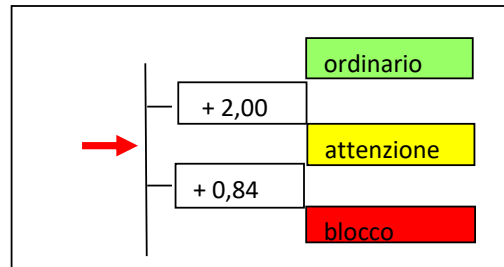 ordinario
+ 2,00
attenzione
+ 0,84
blocco